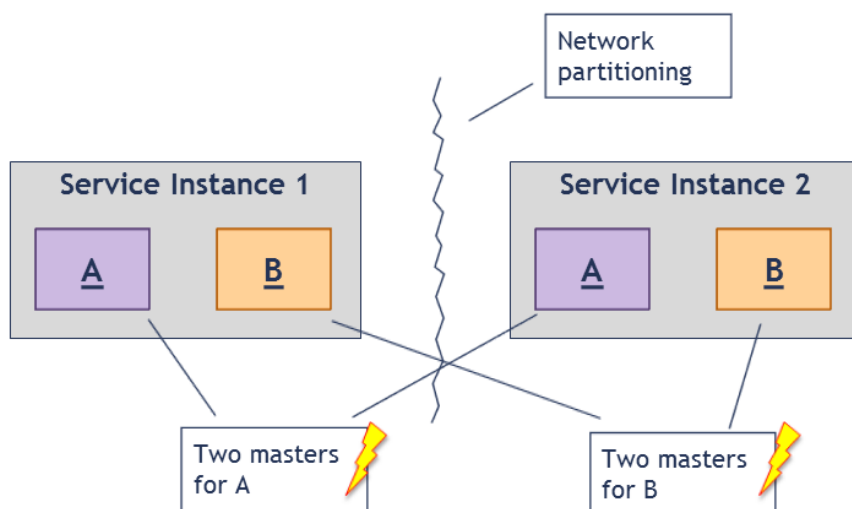 Network
partitioning
Service Instance 1
Service Instance 2
A
B
A
B
Two masters
for A
Two masters
for B